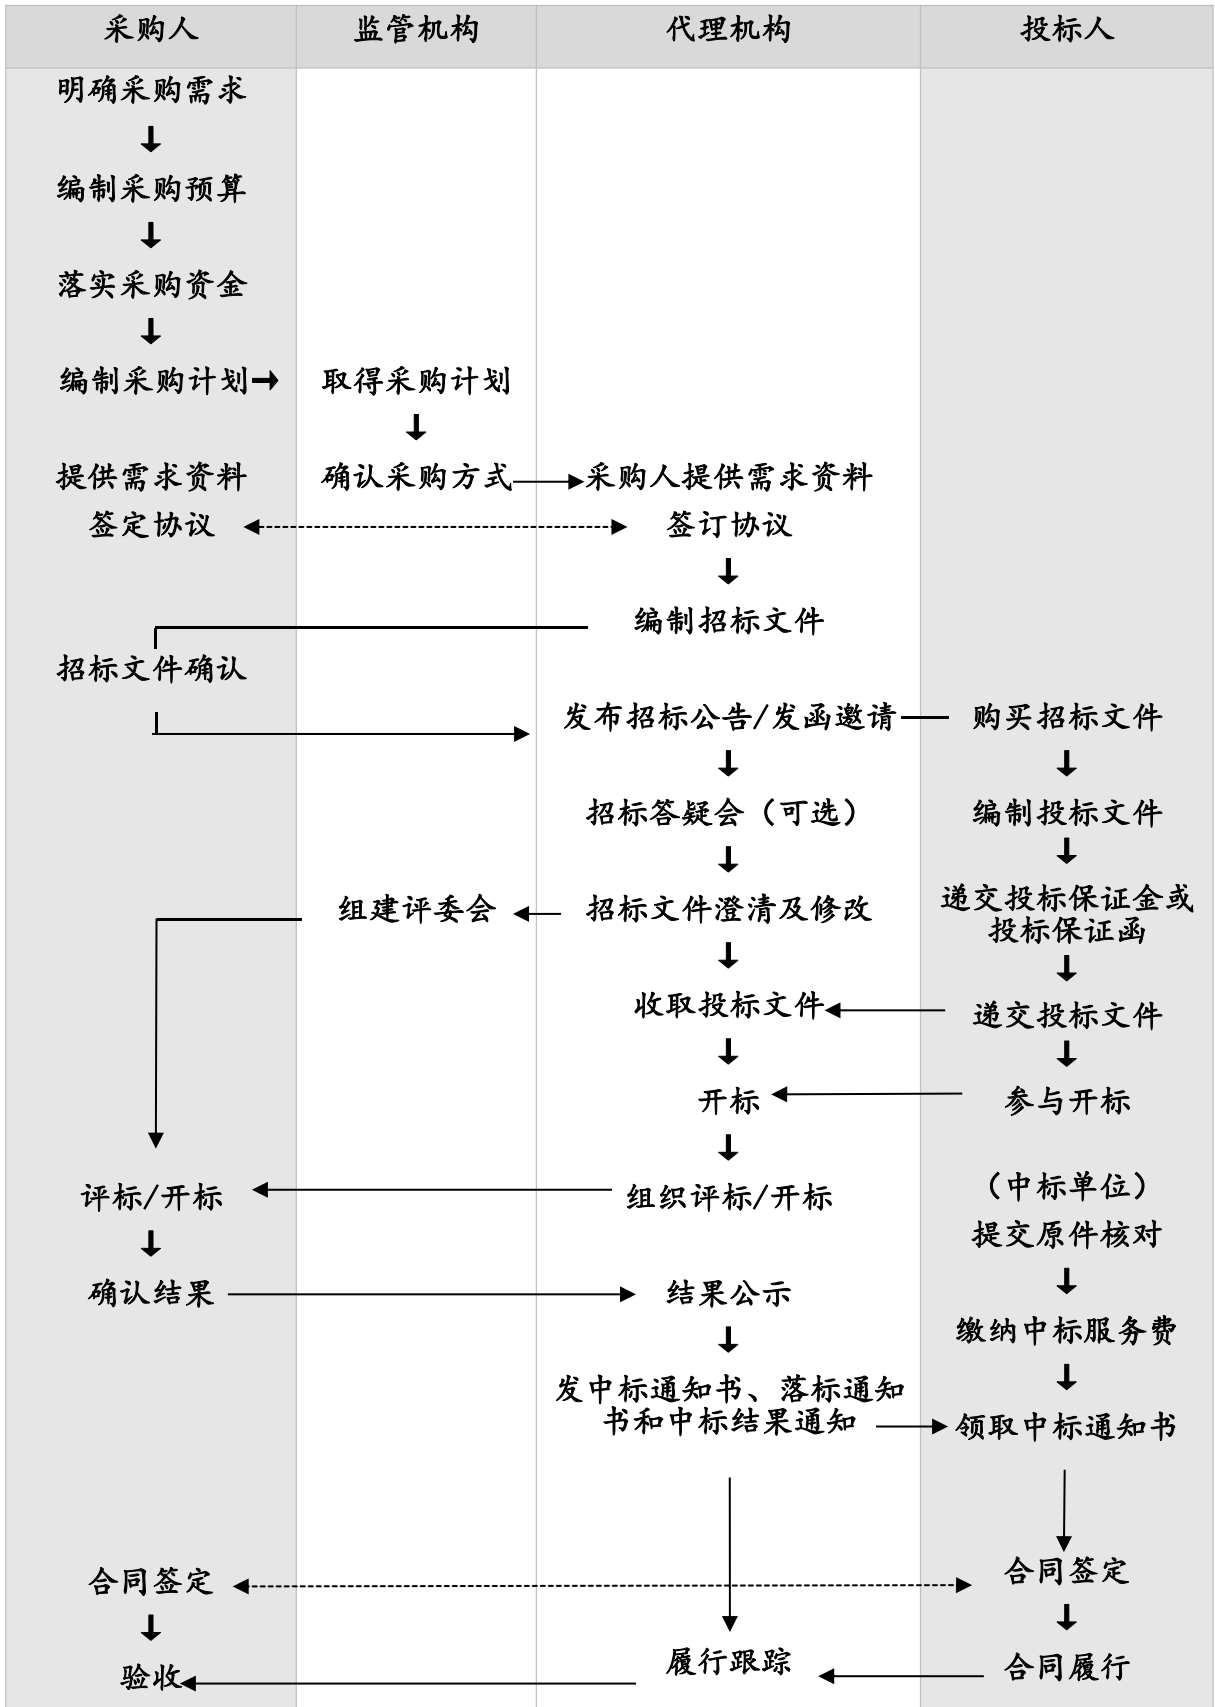 采购人 监管机构 代理机构 投标人
明确采购需求
编制采购预算
落实采购资金
编制采购计划 取得采购计划
提供需求资料 确认采购方式 采购人提供需求资料
签定协议 签订协议
编制招标文件
招标文件确认
发布招标公告/发函邀请 购买招标文件
招标答疑会（可选） 编制投标文件
组建评委会 招标文件澄清及修改 递交投标保证金或
投标保证函
收取投标文件 递交投标文件
开标 参与开标
评标/开标 组织评标/开标 （中标单位）
提交原件核对
确认结果 结果公示
缴纳中标服务费
发中标通知书、落标通知
书和中标结果通知 领取中标通知书
合同签定 合同签定
验收 履行跟踪 合同履行